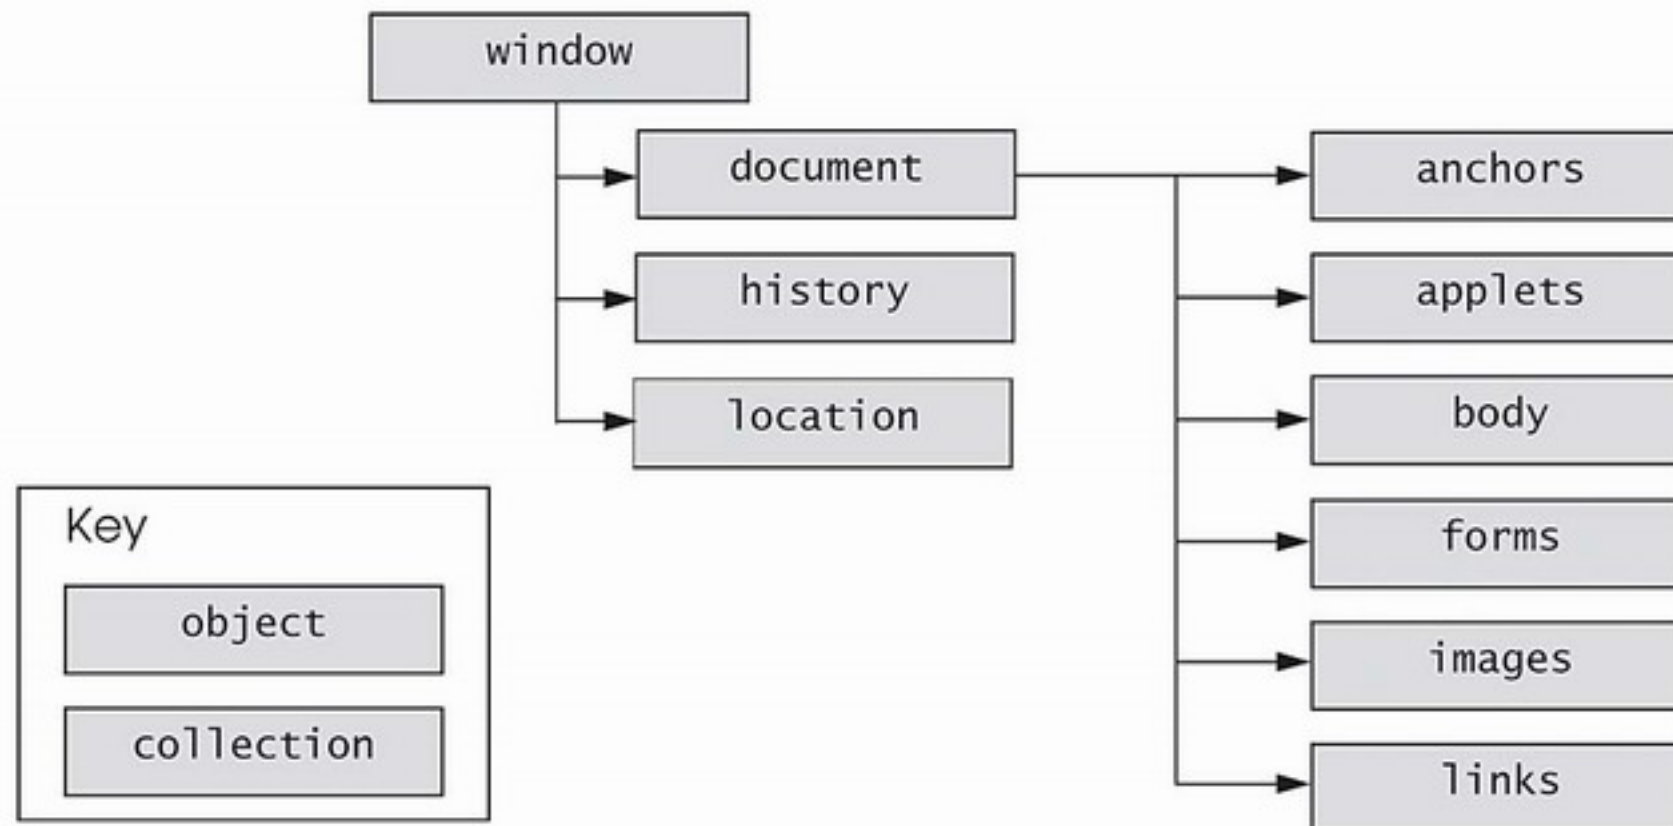 window
document
anchors
history
applets
location
body
Key
forms
object
images
collection
links